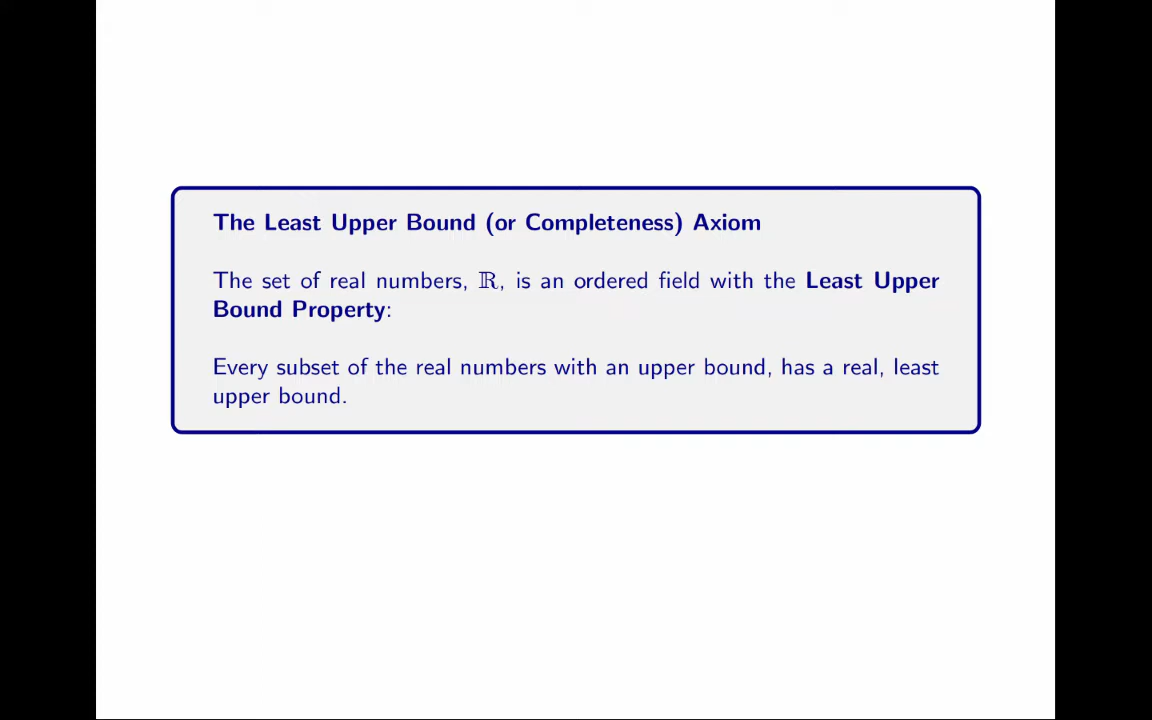 The Least Upper Bound (or Completeness) Axiom
The set of real numbers, ℝ, is an ordered field with the Least Upper
Bound Property:
Every subset of the real numbers with an upper bound, has a real, least
upper bound.